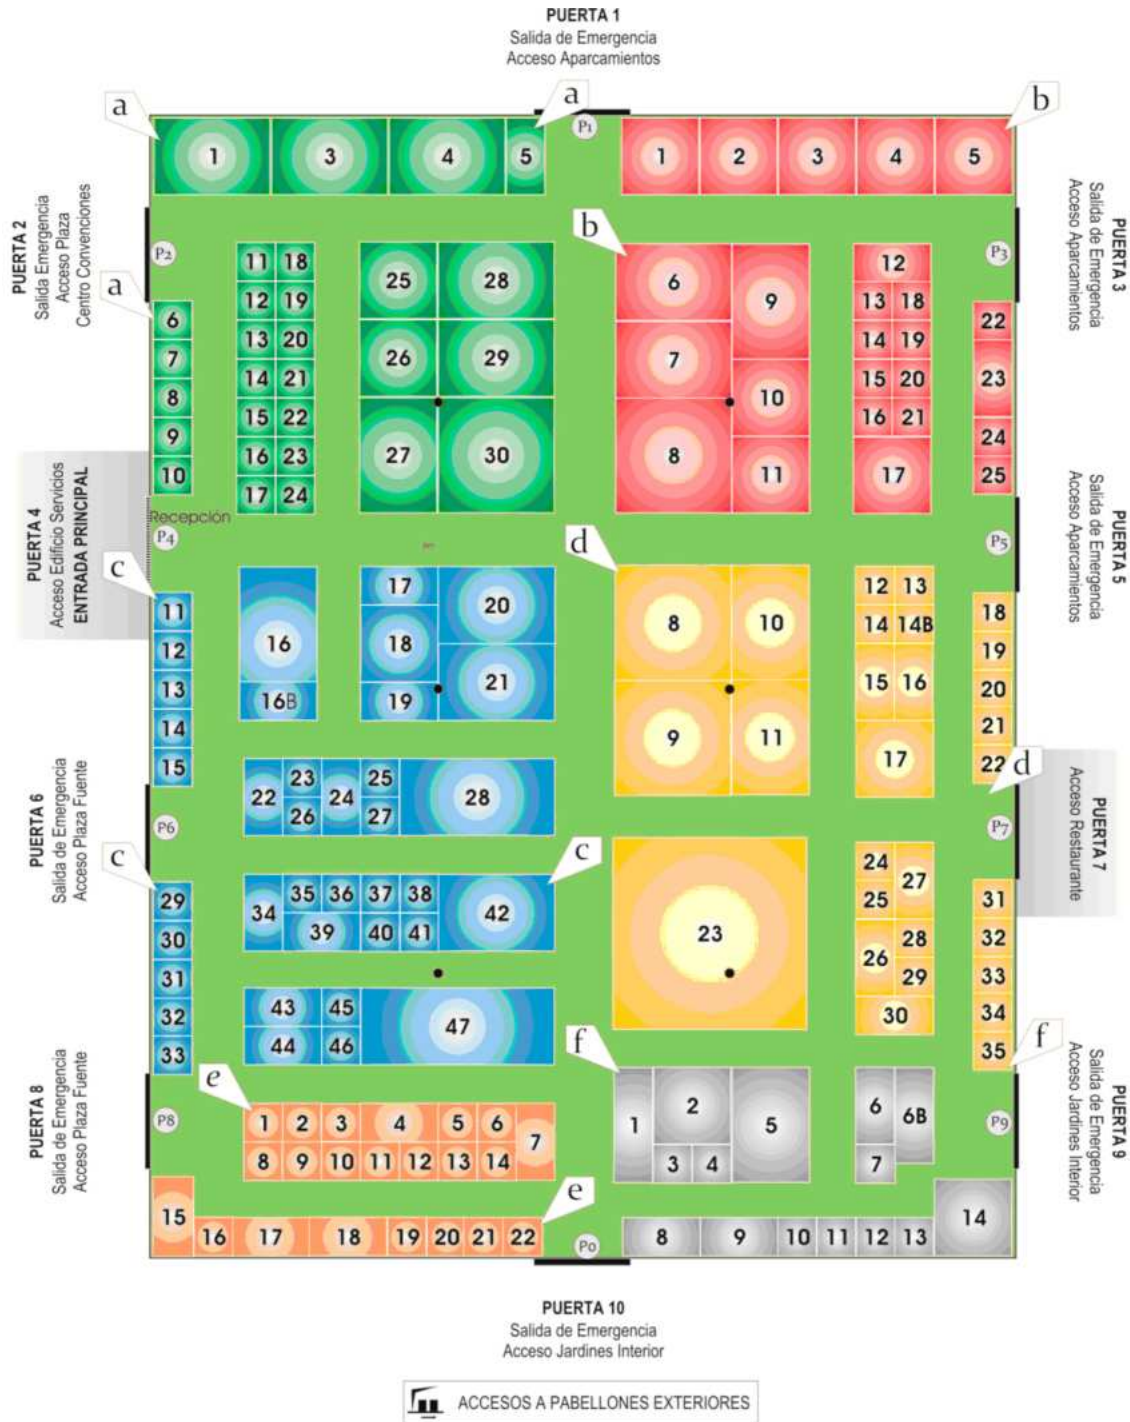 PUERTA 1
Salida de Emergencia
Acceso Aparcamientos
a
a
b
P1
1 3 4 5
1 2 3 4 5
PUERTA 2
Salida Emergencia
Acceso Plaza
Centro Convenciones
PUERTA 3
Salida de Emergencia
Acceso Aparcamientos
P2
b
P3
11 18
25 28
6 9
12
a
12 19
13 18
6
22
13 20
26 29
7
14 19
7
23
14 21
10
15 20
8
15 22
16 21
9
24
16 23
27 30
8 11
17
10
25
17 24
PUERTA 4
Acceso Edificio Servicios
ENTRADA PRINCIPAL
Recepción
P4
d
P5
PUERTA 5
Salida de Emergencia
Acceso Aparcamientos
c
17 20
12 13
11
18
8 10
14 14B
12
16
18
19
13
21
15 16
20
16B
19
14
9 11
21
17
15
22
d
PUERTA 6
Salida de Emergencia
Acceso Plaza Fuente
PUERTA 7
Acceso Restaurante
22 23 24 25 28
26 27
P6
P7
c
c
24 27
29
35 36 37 38
25
31
34
42
30
39 40 41
23
28
32
26
31
29
33
43 45
47
32
30
34
44 46
33
35
e
f
f
PUERTA 8
Salida de Emergencia
Acceso Plaza Fuente
PUERTA 9
Salida de Emergencia
Acceso Jardines Interior
P8
1 2 3 4 5 6 7
1 2 5
6 6B
P9
8 9 10 11 12 13 14
3 4
7
e
15 16 17 18 19 20 21 22
P0
8 9 10 11 12 13 14
PUERTA 10
Salida de Emergencia
Acceso Jardines Interior
ACCESOS A PABELLONES EXTERIORES